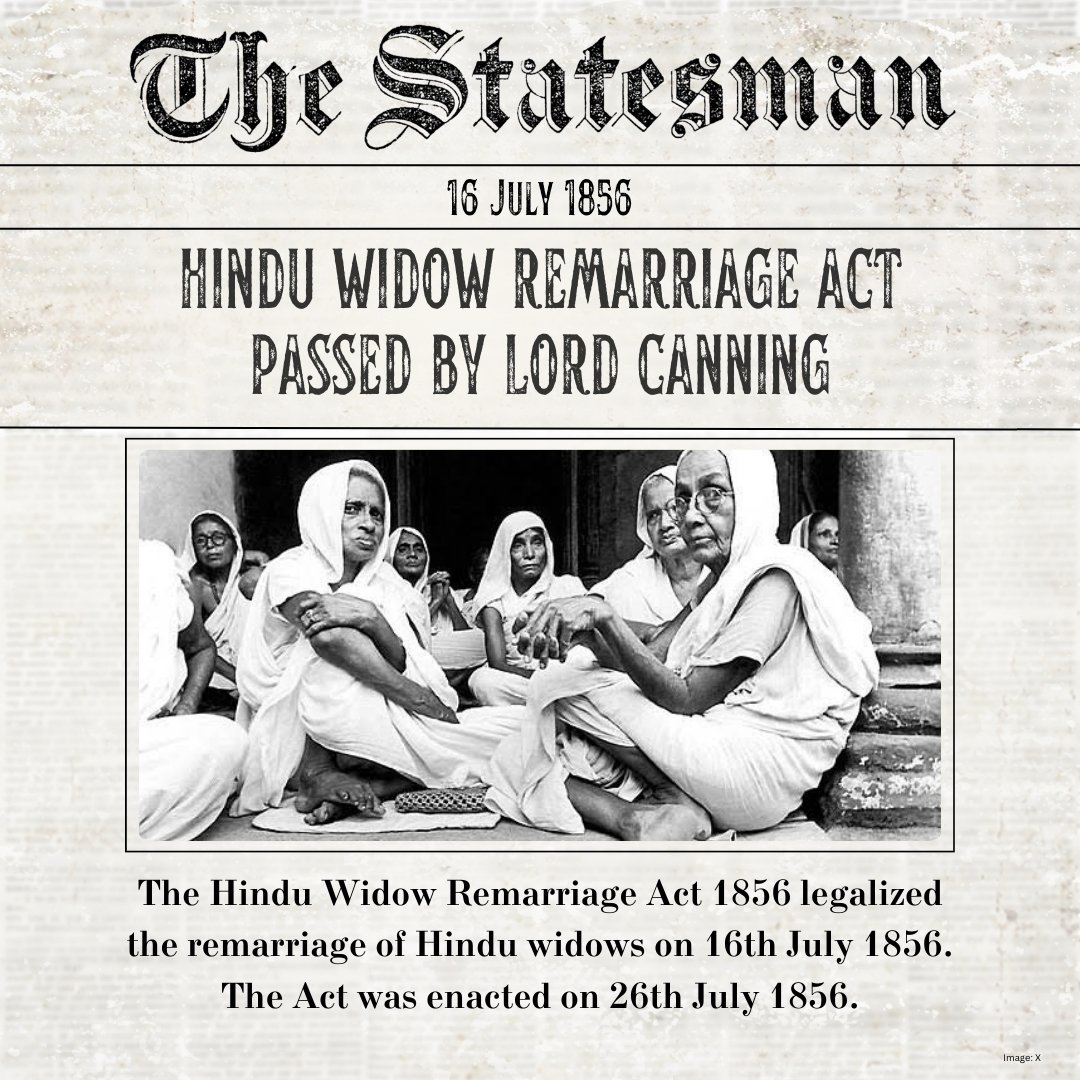 The Statesman
16 JULY 1856
HINDU WIDOW REMARRIAGE ACT
PASSED BY LORD CANNING
The Hindu Widow Remarriage Act 1856 legalized
the remarriage of Hindu widows on 16th July 1856.
The Act was enacted on 26th July 1856.
Image: X